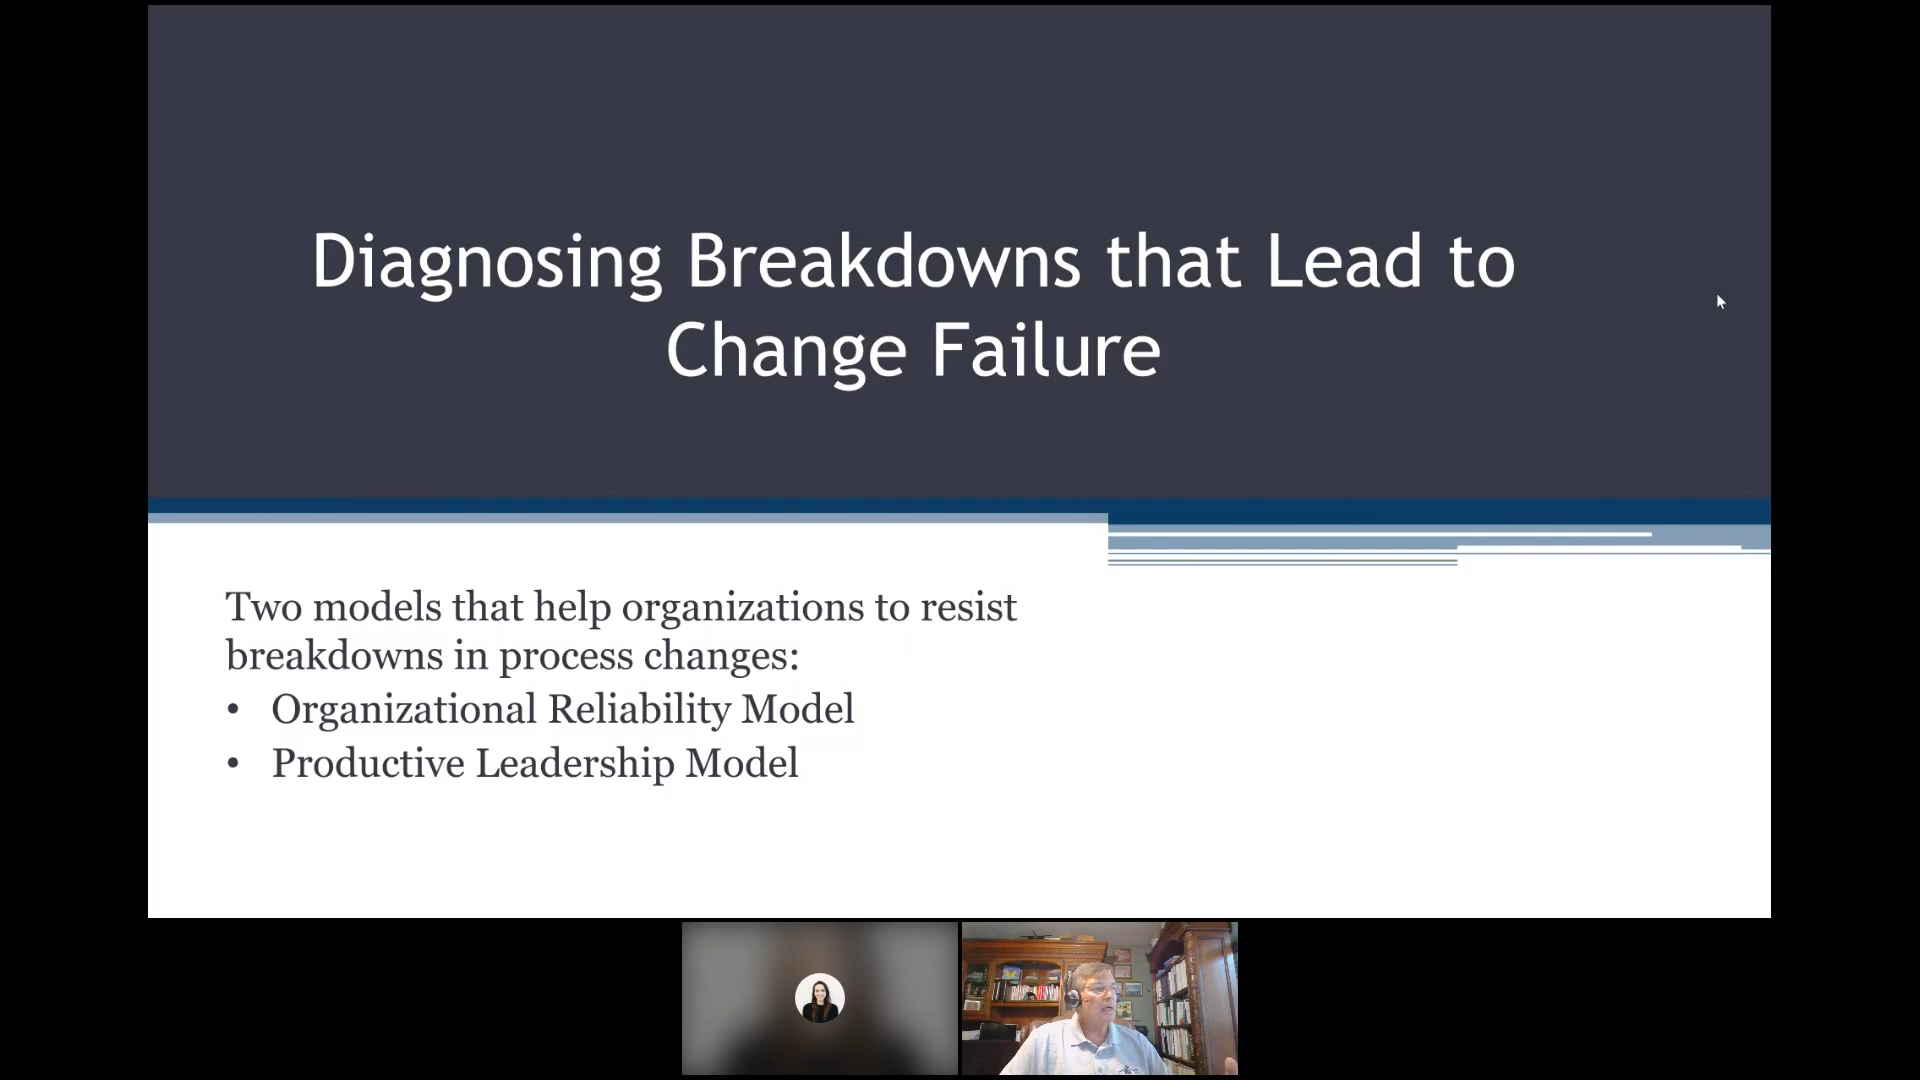 Diagnosing Breakdowns that Lead to
Change Failure
Two models that help organizations to resist
breakdowns in process changes:
• Organizational Reliability Model
• Productive Leadership Model